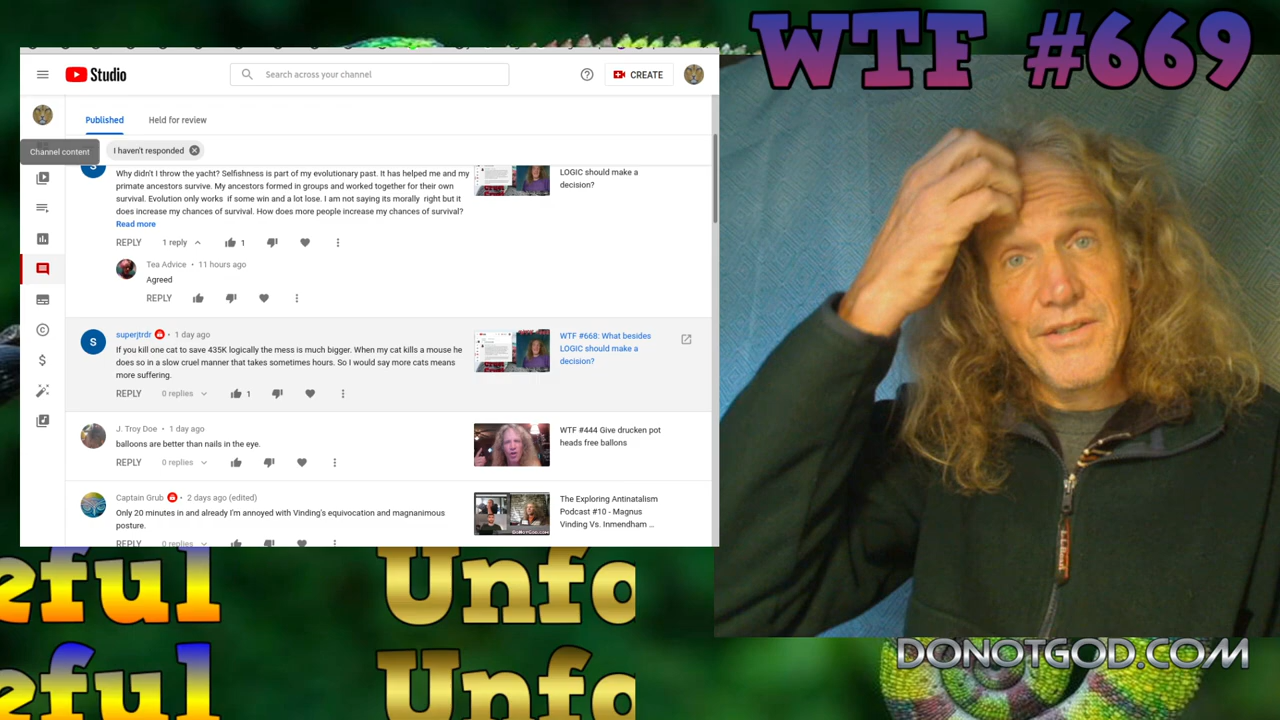 WTF #669
Studio
Search across your channel
CREATE
Published
Held for review
Channel content
I haven't responded
Why didn't I throw the yacht? Selfishness is part of my evolutionary past. It has helped me and my
primate ancestors survive. My ancestors formed in groups and worked together for their own
survival. Evolution only works if some win and a lot lose. I am not saying its morally right but it
does increase my chances of survival. How does more people increase my chances of survival?
Read more
LOGIC should make a
decision?
REPLY 1 reply 1
Tea Advice • 11 hours ago
Agreed
REPLY
superjtrdr • 1 day ago
If you kill one cat to save 435K logically the mess is much bigger. When my cat kills a mouse he
does so in a slow cruel manner that takes sometimes hours. So I would say more cats means
more suffering.
REPLY 0 replies 1
WTF #668: What besides
LOGIC should make a
decision?
J. Troy Doe • 1 day ago
balloons are better than nails in the eye.
REPLY 0 replies
WTF #444 Give drucken pot
heads free ballons
Captain Grub • 2 days ago (edited)
Only 20 minutes in and already I'm annoyed with Vinding's equivocation and magnanimous
posture.
REPLY 0 replies
The Exploring Antinatalism
Podcast #10 - Magnus
Vinding Vs. Inmendham ...
eful Unfo
eful Unfo
DONOTGOD.COM